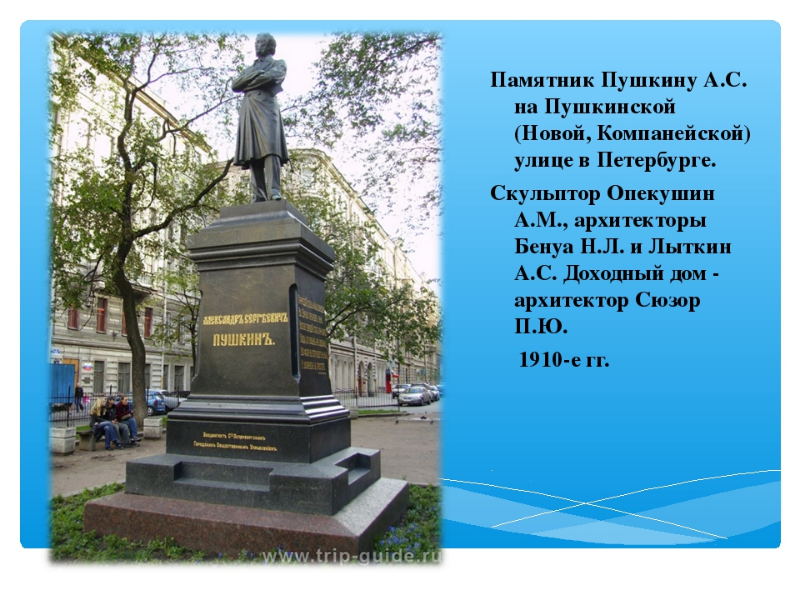 Памятник Пушкину А.С.
на Пушкинской
(Новой, Компанейской)
улице в Петербурге.
Скульптор Опекушин
А.М., архитекторы
Бенуа Н.Л. и Лыткин
А.С. Доходный дом -
архитектор Сюзор
П.Ю.
1910-е гг.
АЛЕКСАНДРЪ СЕРГѢЕВИЧЪ
ПУШКИНЪ.
www.trip-guide.ru